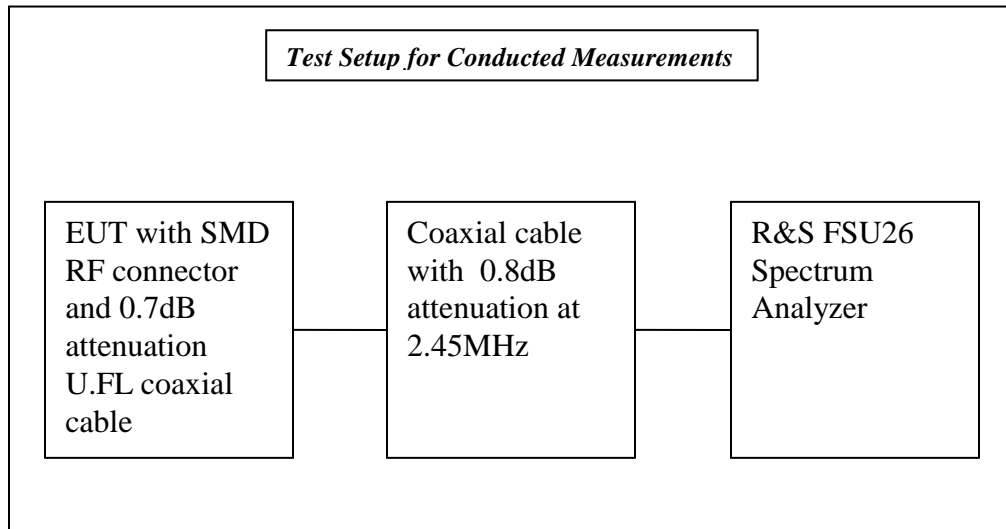 Test Setup for Conducted Measurements
EUT with SMD
RF connector
and 0.7dB
attenuation
U.FL coaxial
cable
Coaxial cable
with  0.8dB
attenuation at
2.45MHz
R&S FSU26
Spectrum
Analyzer